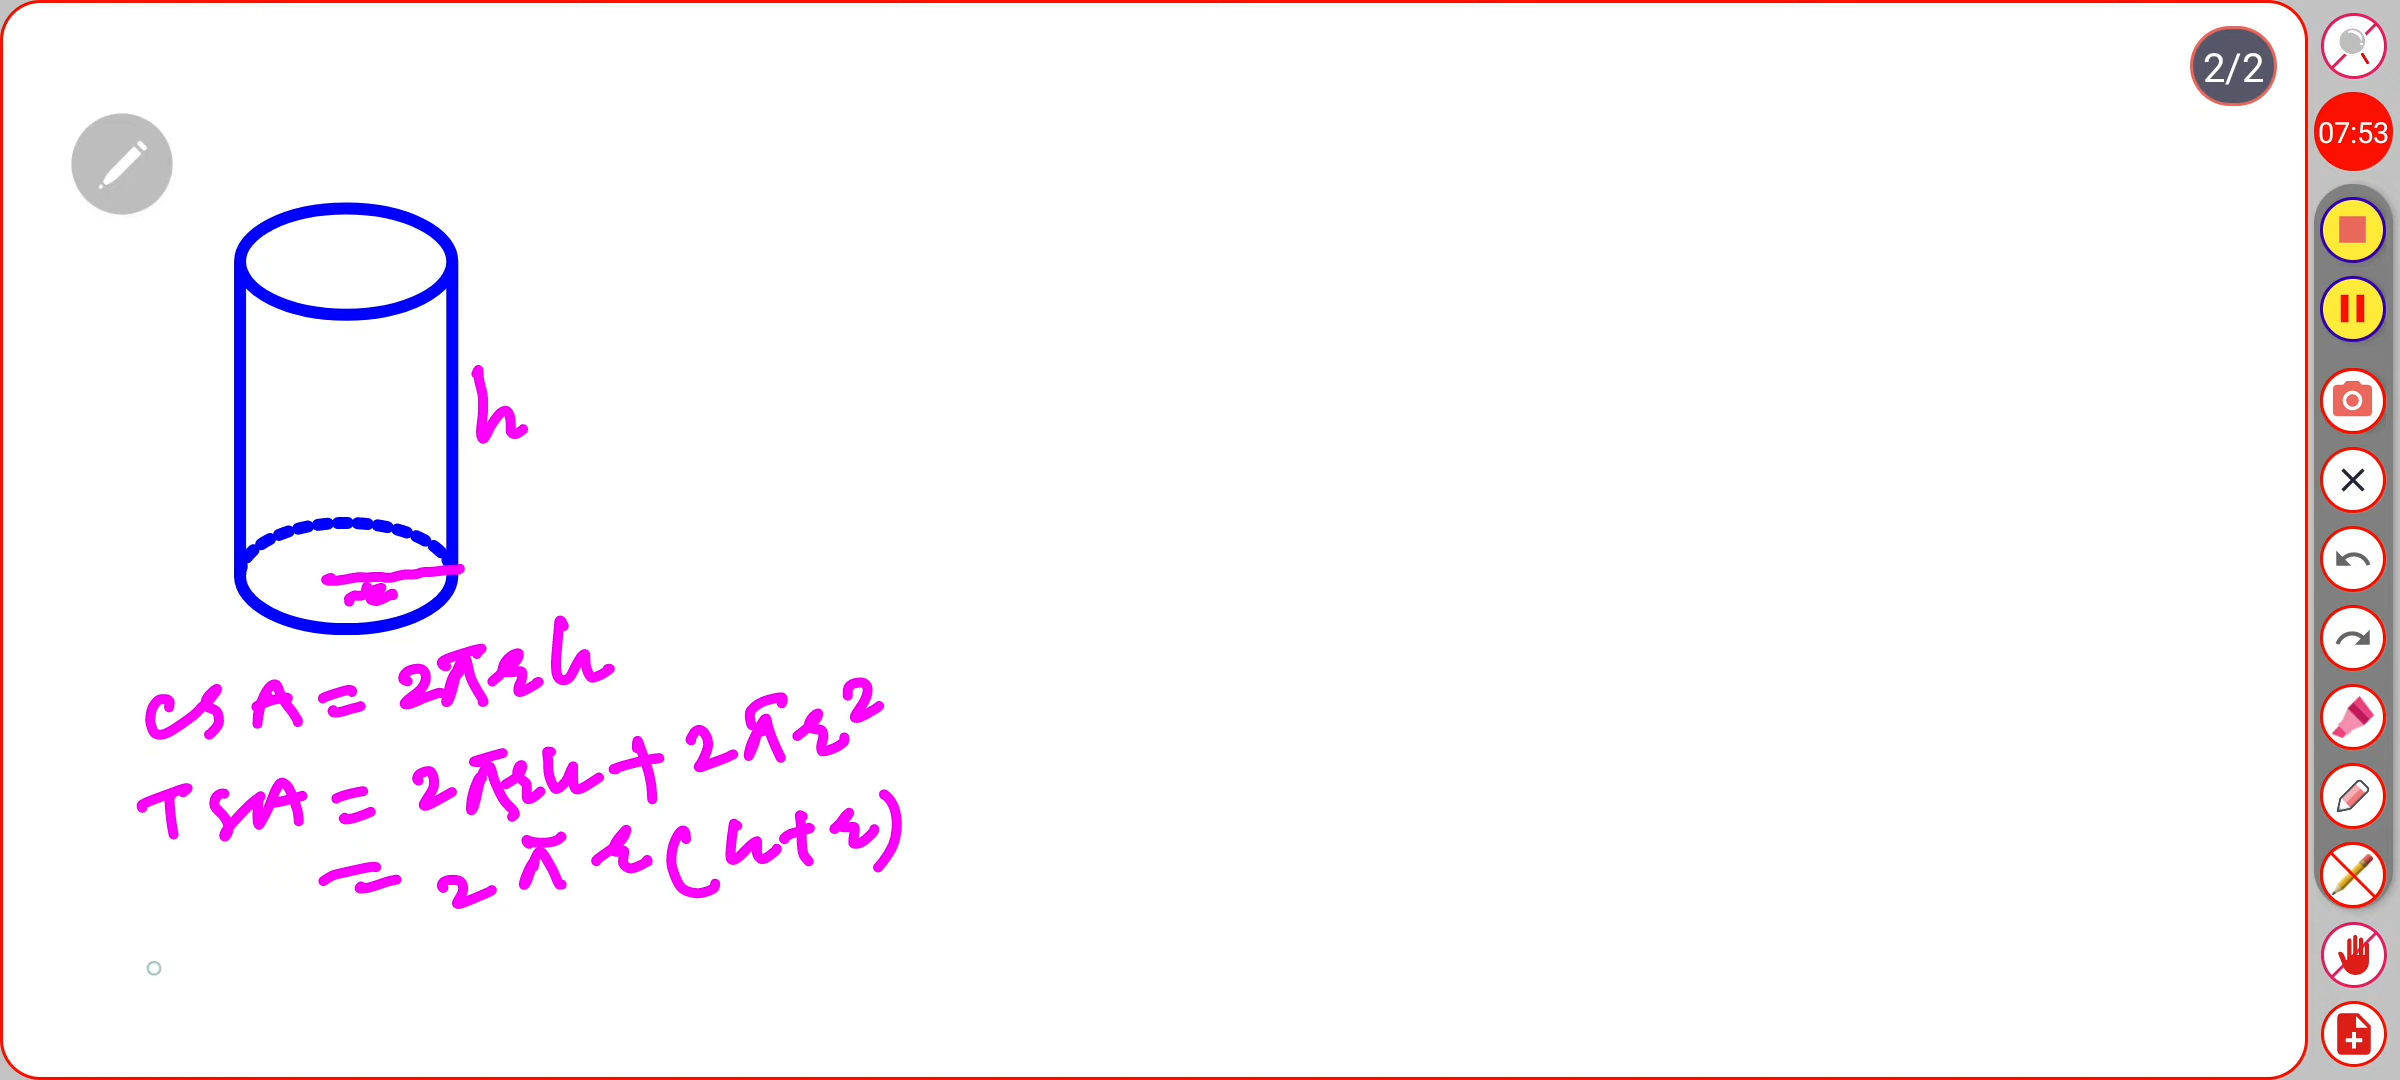 2/2
07:53
h
r
CSA = 2πrh
TSA = 2πrh + 2πr²
= 2πr(h+r)